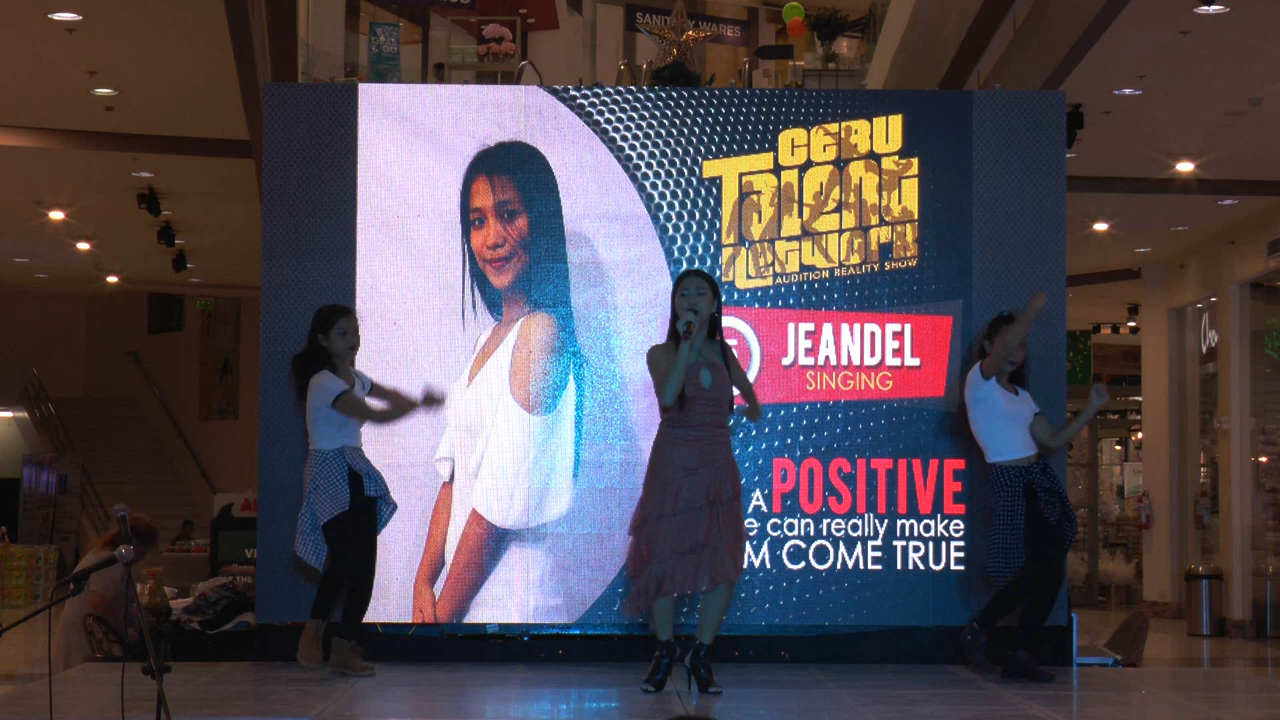 SANITARY WARES
CEBU
Talent
Network
AUDITION REALITY SHOW
JEANDEL
SINGING
A POSITIVE
e can really make
M COME TRUE